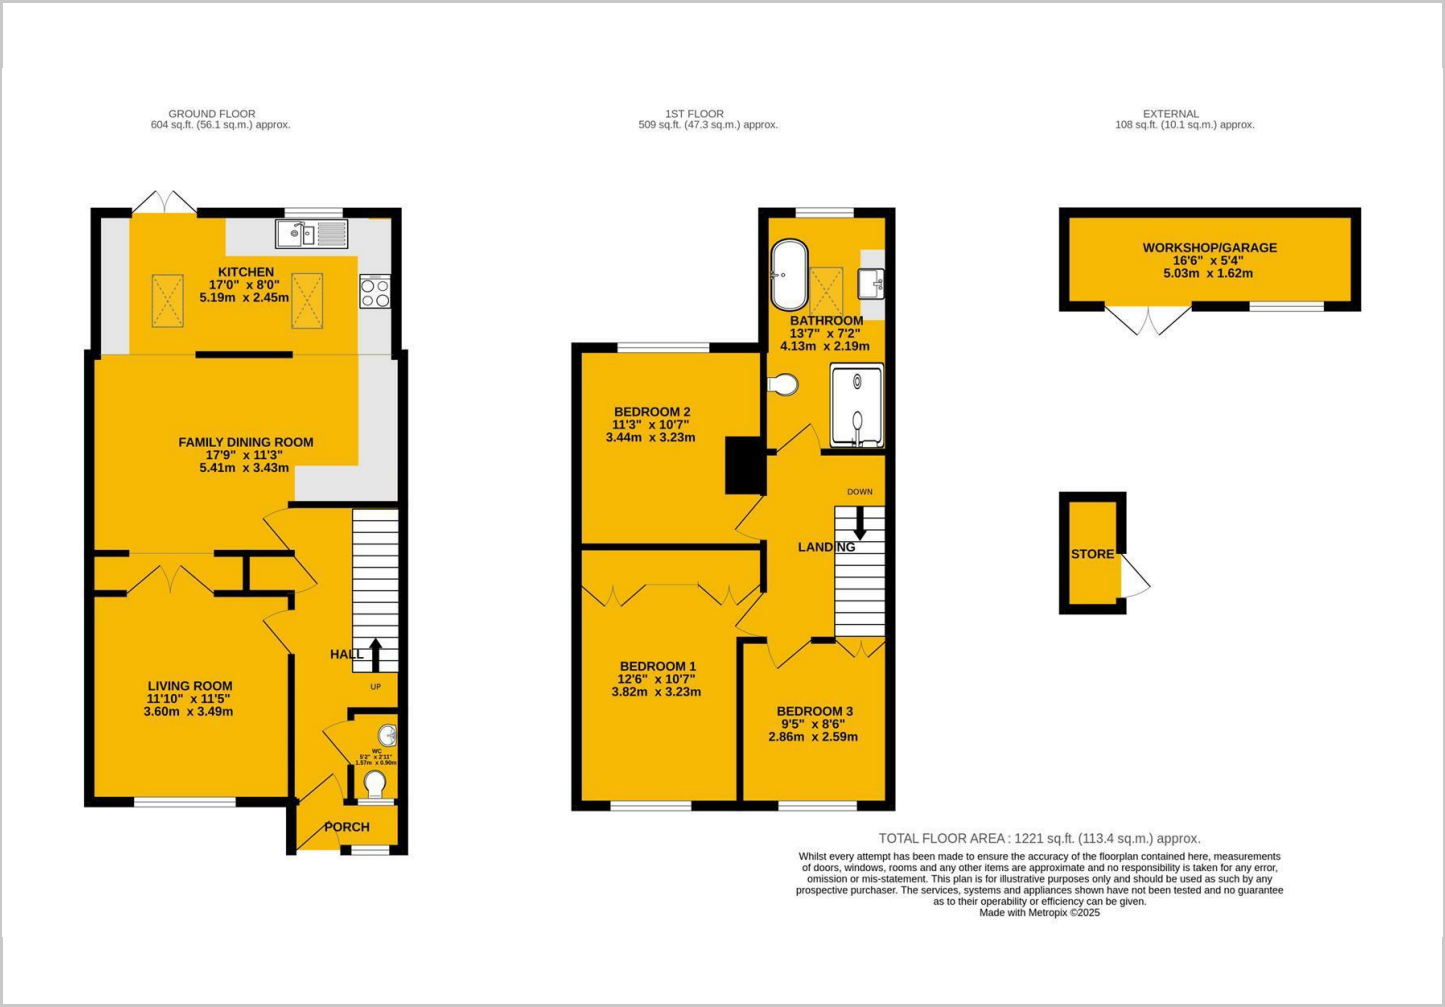 GROUND FLOOR
604 sq.ft. (56.1 sq.m.) approx.
1ST FLOOR
509 sq.ft. (47.3 sq.m.) approx.
EXTERNAL
108 sq.ft. (10.1 sq.m.) approx.
KITCHEN
17'0" x 8'0"
5.19m x 2.45m
FAMILY DINING ROOM
17'9" x 11'3"
5.41m x 3.43m
HALL
UP
LIVING ROOM
11'10" x 11'5"
3.60m x 3.49m
WC
5'2" x 2'11"
1.57m x 0.90m
PORCH
BATHROOM
13'7" x 7'2"
4.13m x 2.19m
BEDROOM 2
11'3" x 10'7"
3.44m x 3.23m
DOWN
LANDING
BEDROOM 1
12'6" x 10'7"
3.82m x 3.23m
BEDROOM 3
9'5" x 8'6"
2.86m x 2.59m
WORKSHOP/GARAGE
16'6" x 5'4"
5.03m x 1.62m
STORE
TOTAL FLOOR AREA : 1221 sq.ft. (113.4 sq.m.) approx.
Whilst every attempt has been made to ensure the accuracy of the floorplan contained here, measurements
of doors, windows, rooms and any other items are approximate and no responsibility is taken for any error,
omission or mis-statement. This plan is for illustrative purposes only and should be used as such by any
prospective purchaser. The services, systems and appliances shown have not been tested and no guarantee
as to their operability or efficiency can be given.
Made with Metropix ©2025